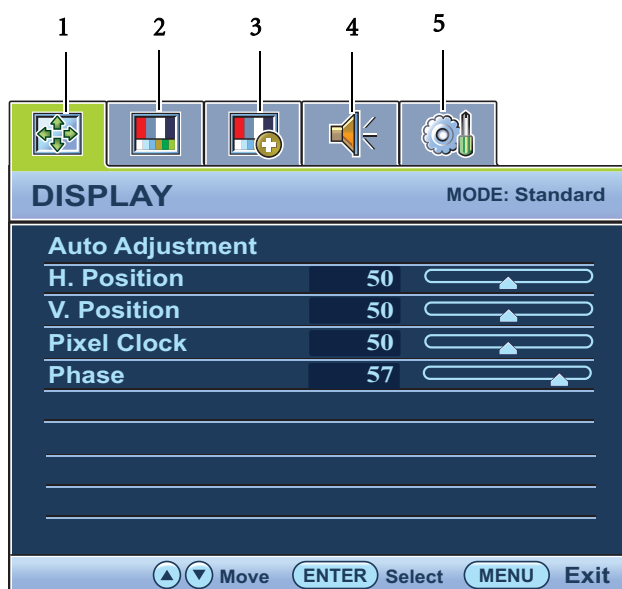 1 2 3 4 5
DISPLAY MODE: Standard
Auto Adjustment
H. Position 50
V. Position 50
Pixel Clock 50
Phase 57
Move ENTER Select MENU Exit